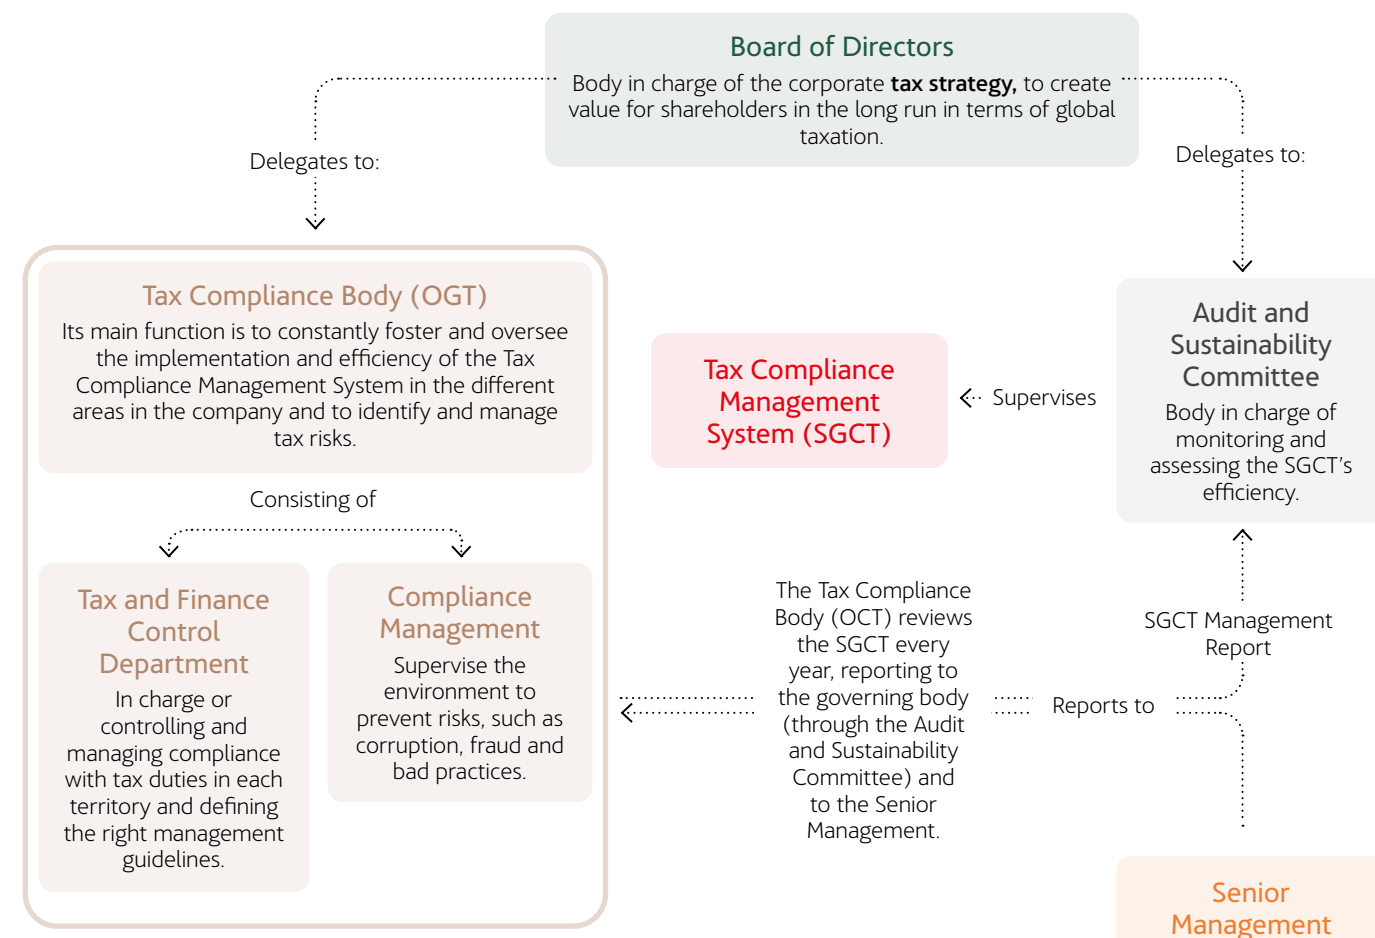 Board of Directors
Body in charge of the corporate tax strategy, to create
value for shareholders in the long run in terms of global
taxation.
Delegates to:
Delegates to:
Tax Compliance Body (OGT)
Its main function is to constantly foster and oversee
the implementation and efficiency of the Tax
Compliance Management System in the different
areas in the company and to identify and manage
tax risks.
Consisting of
Tax and Finance
Control
Department
In charge or
controlling and
managing compliance
with tax duties in each
territory and defining
the right management
guidelines.
Compliance
Management
Supervise the
environment to
prevent risks, such as
corruption, fraud and
bad practices.
Tax Compliance
Management
System (SGCT)
Supervises
Audit and
Sustainability
Committee
Body in charge of
monitoring and
assessing the SGCT's
efficiency.
The Tax Compliance
Body (OCT) reviews
the SGCT every
year, reporting to
the governing body
(through the Audit
and Sustainability
Committee) and
to the Senior
Management.
Reports to
SGCT Management
Report
Senior
Management